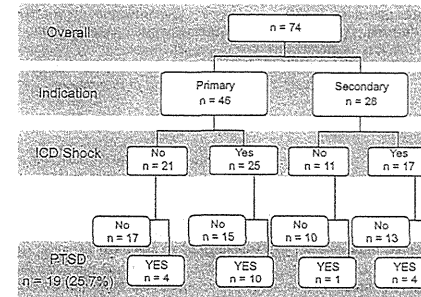 Overall
n = 74
Indication
Primary
n = 46
Secondary
n = 28
ICD Shock
No
n = 21
Yes
n = 25
No
n = 11
Yes
n = 17
No
n = 17
No
n = 15
No
n = 10
No
n = 13
PTSD
n = 19 (25.7%)
YES
n = 4
YES
n = 10
YES
n = 1
YES
n = 4